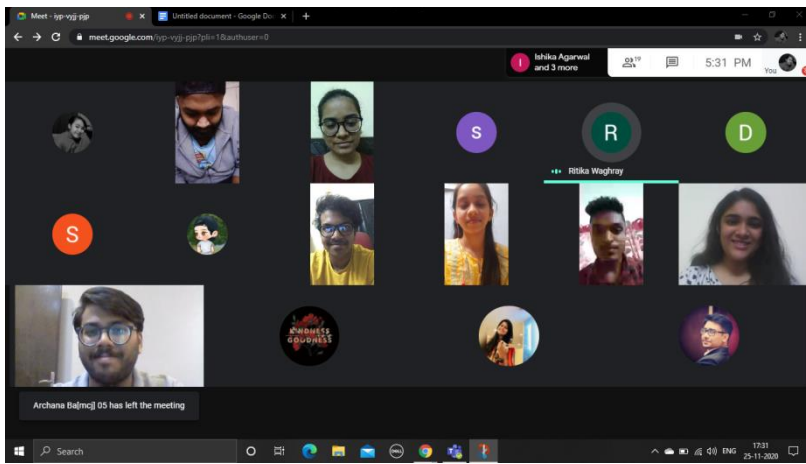 Meet - iyp-vyjj-pjp
Untitled document - Google Doc
meet.google.com/iyp-vyjj-pjp?pli=1&authuser=0
I
Ishika Agarwal
and 3 more
19
5:31 PM
You
S
R
D
Ritika Waghray
S
KINDNESS
GOODNESS
Archana Ba[mcj] 05 has left the meeting
Search
DELL
ENG
17:31
25-11-2020